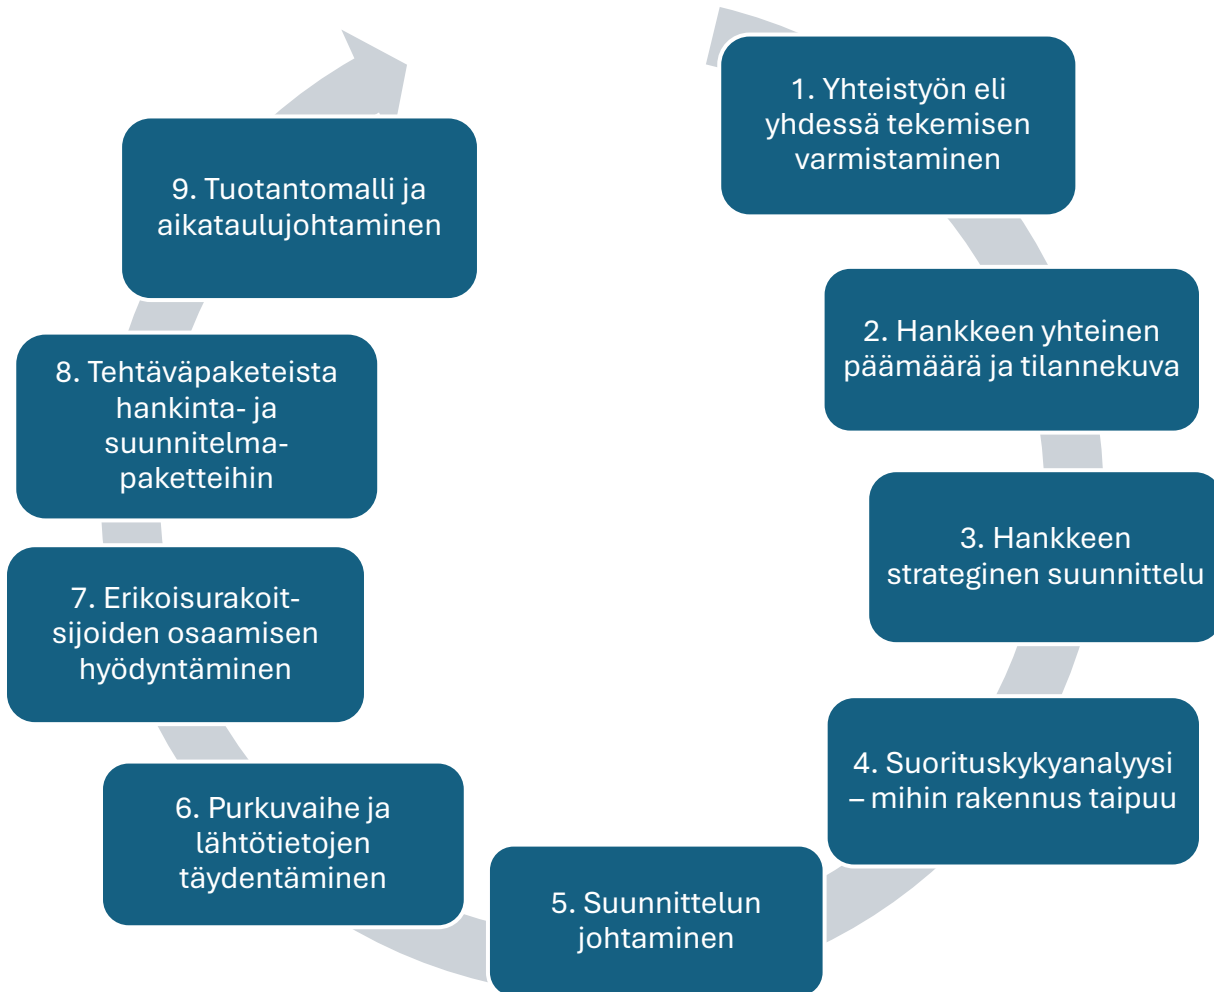 1. Yhteistyön eli
yhdessä tekemisen
varmistaminen
2. Hankkeen yhteinen
päämäärä ja tilannekuva
3. Hankkeen
strateginen suunnittelu
4. Suorituskykyanalyysi
– mihin rakennus taipuu
5. Suunnittelun
johtaminen
6. Purkuvaihe ja
lähtötietojen
täydentäminen
7. Erikoisurakoit-
sijoiden osaamisen
hyödyntäminen
8. Tehtäväpaketeista
hankinta- ja
suunnitelma-
paketteihin
9. Tuotantomalli ja
aikataulujohtaminen